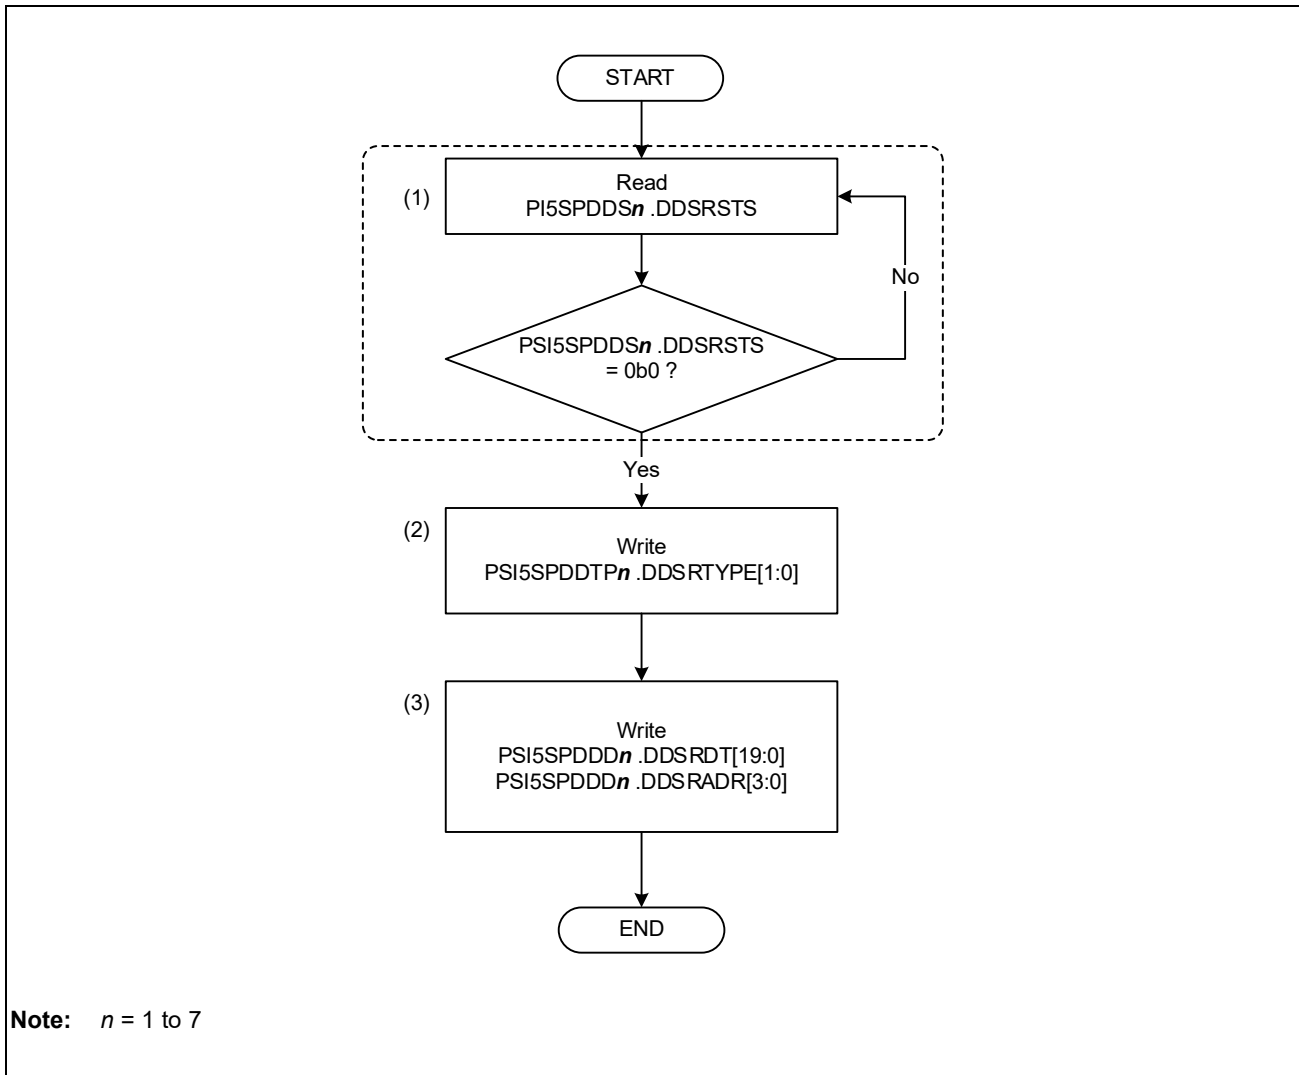 START
(1)
Read
PI5SPDDSn .DDSRSTS
No
PSI5SPDDSn .DDSRSTS
= 0b0 ?
Yes
(2)
Write
PSI5SPDDTPn .DDSRTYPE[1:0]
(3)
Write
PSI5SPDDDn .DDSRDT[19:0]
PSI5SPDDDn .DDSRADR[3:0]
END
Note: n = 1 to 7